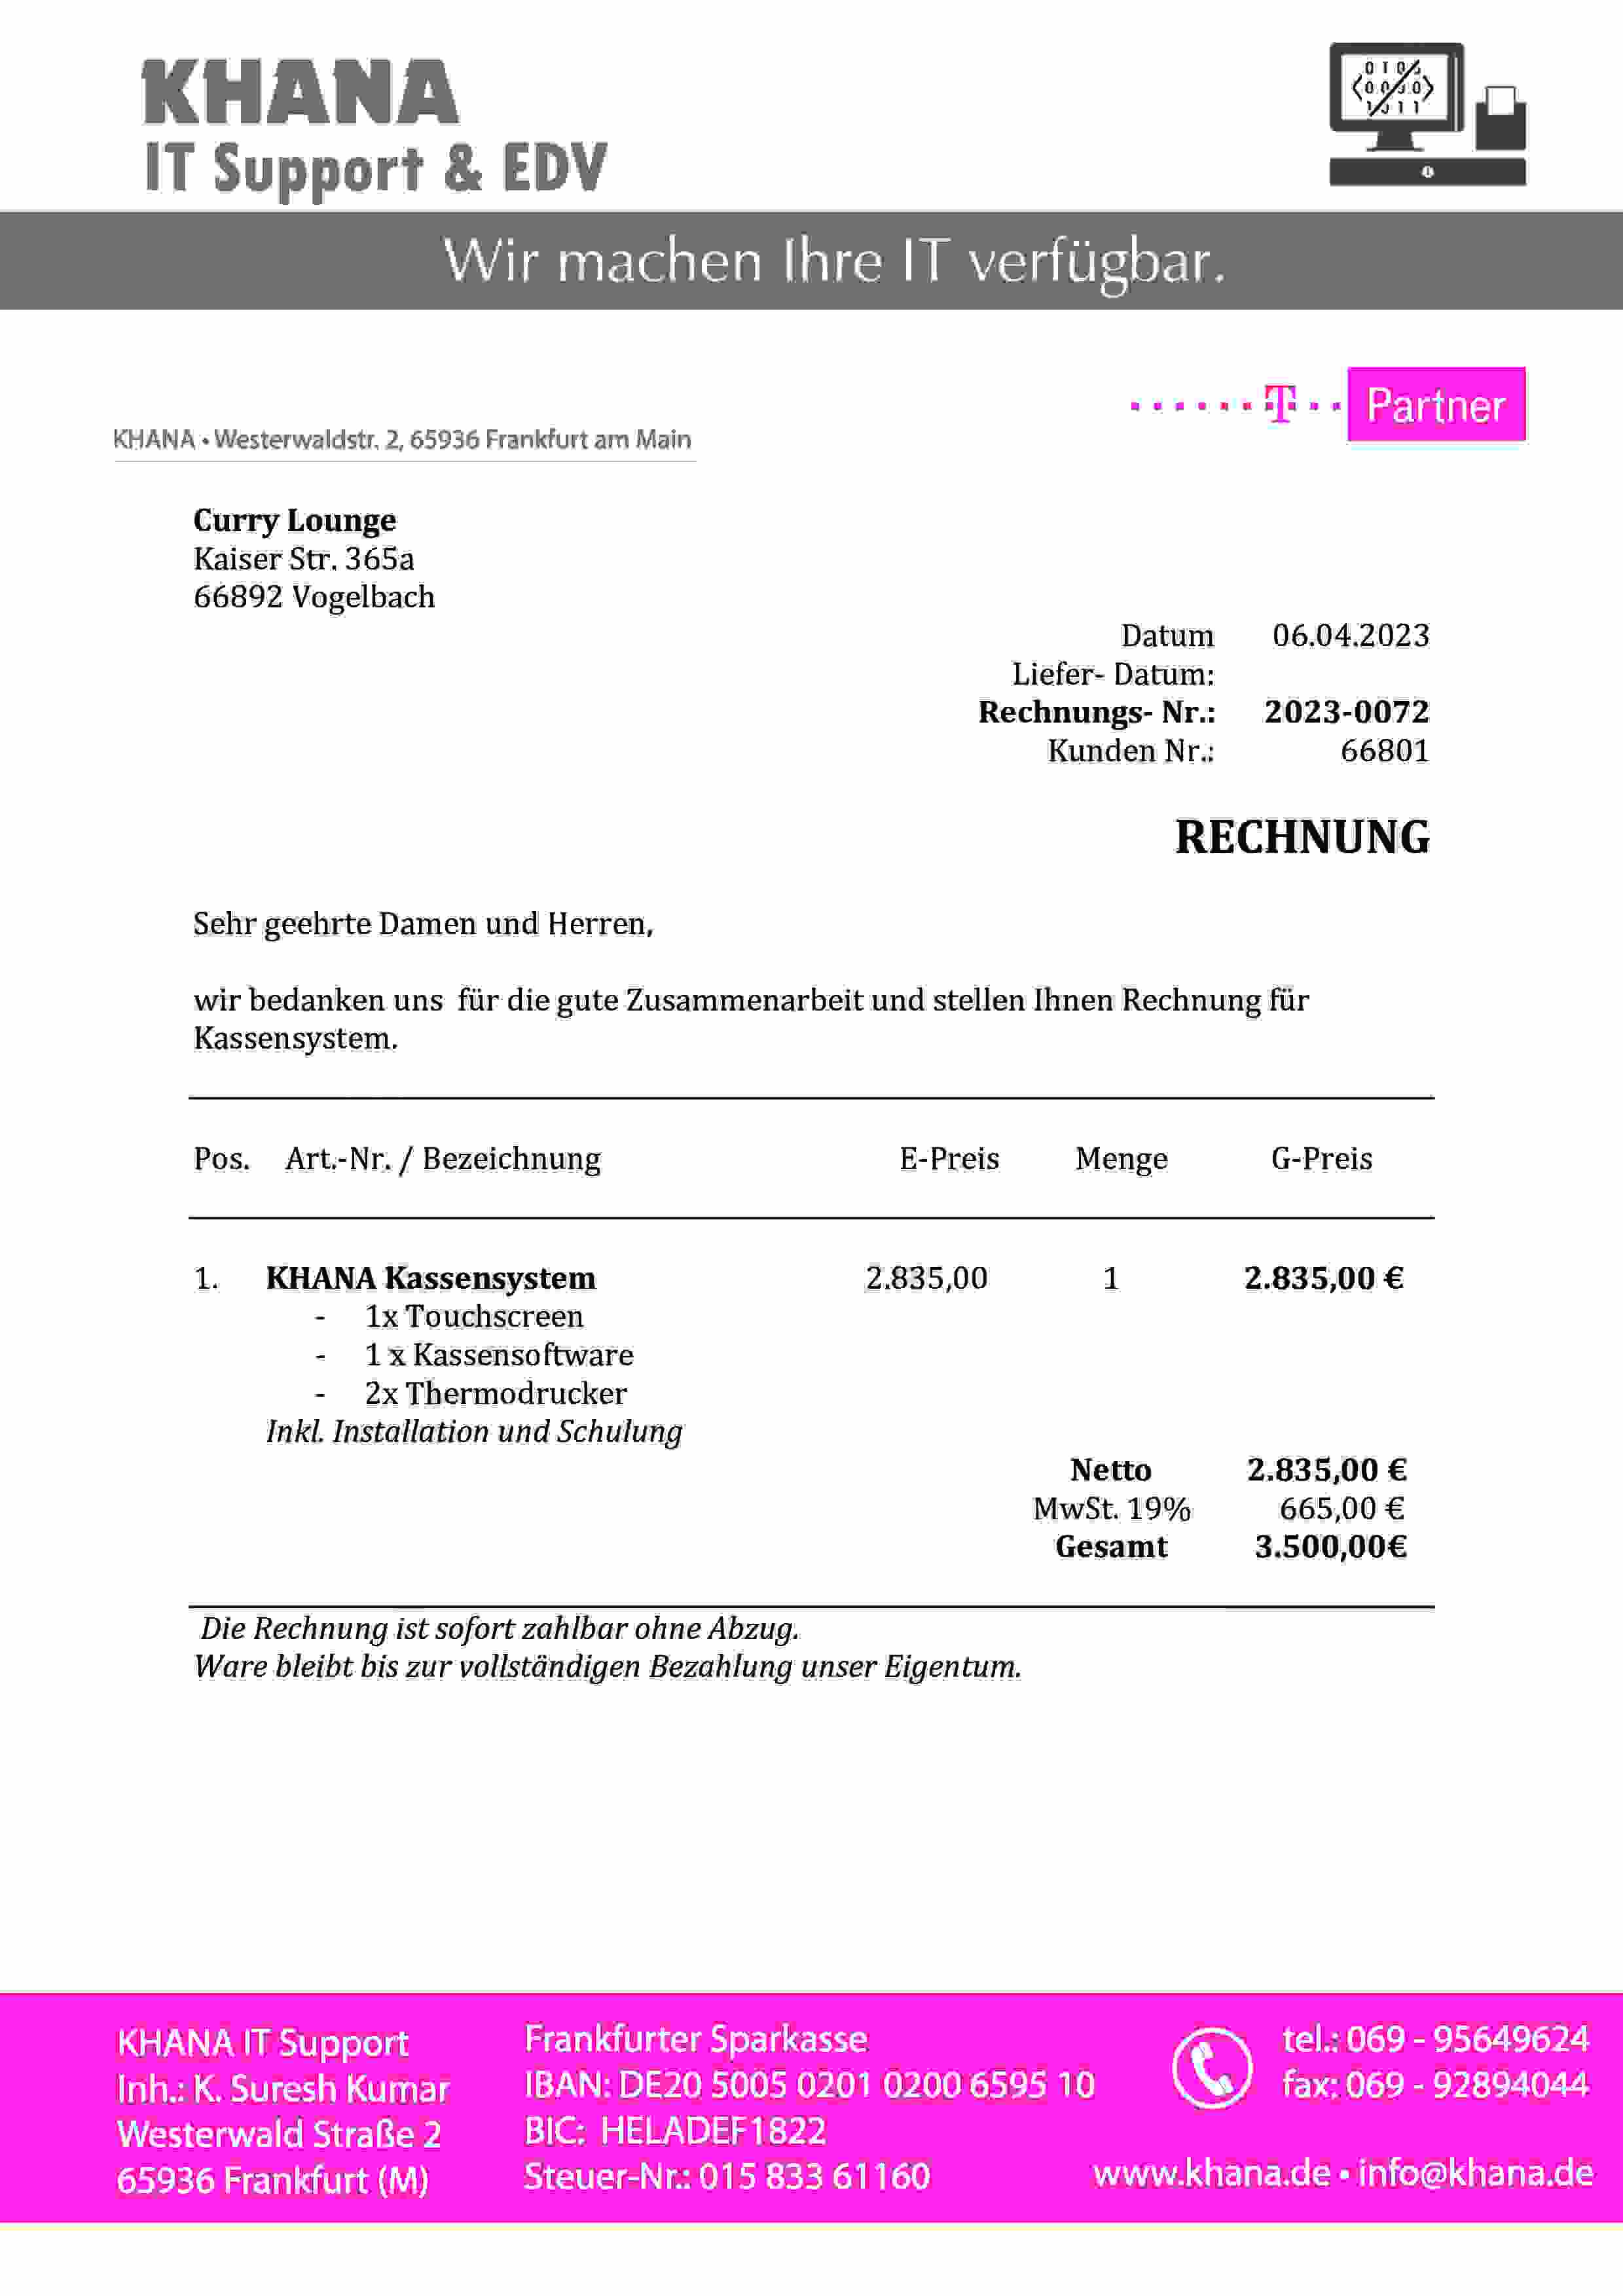 KHANA
IT Support & EDV
Wir machen Ihre IT verfügbar.
T Partner
KHANA • Westerwaldstr. 2, 65936 Frankfurt am Main
Curry Lounge
Kaiser Str. 365a
66892 Vogelbach
Datum 06.04.2023
Liefer- Datum:
Rechnungs- Nr.: 2023-0072
Kunden Nr.: 66801
RECHNUNG
Sehr geehrte Damen und Herren,
wir bedanken uns für die gute Zusammenarbeit und stellen Ihnen Rechnung für
Kassensystem.
Pos. Art.-Nr. / Bezeichnung E-Preis Menge G-Preis
1. KHANA Kassensystem 2.835,00 1 2.835,00 €
- 1x Touchscreen
- 1 x Kassensoftware
- 2x Thermodrucker
Inkl. Installation und Schulung
Netto 2.835,00 €
MwSt. 19% 665,00 €
Gesamt 3.500,00€
Die Rechnung ist sofort zahlbar ohne Abzug.
Ware bleibt bis zur vollständigen Bezahlung unser Eigentum.
KHANA IT Support
Inh.: K. Suresh Kumar
Westerwald Straße 2
65936 Frankfurt (M)
Frankfurter Sparkasse
IBAN: DE20 5005 0201 0200 6595 10
BIC: HELADEF1822
Steuer-Nr.: 015 833 61160
tel.: 069 - 95649624
fax: 069 - 92894044
www.khana.de • info@khana.de